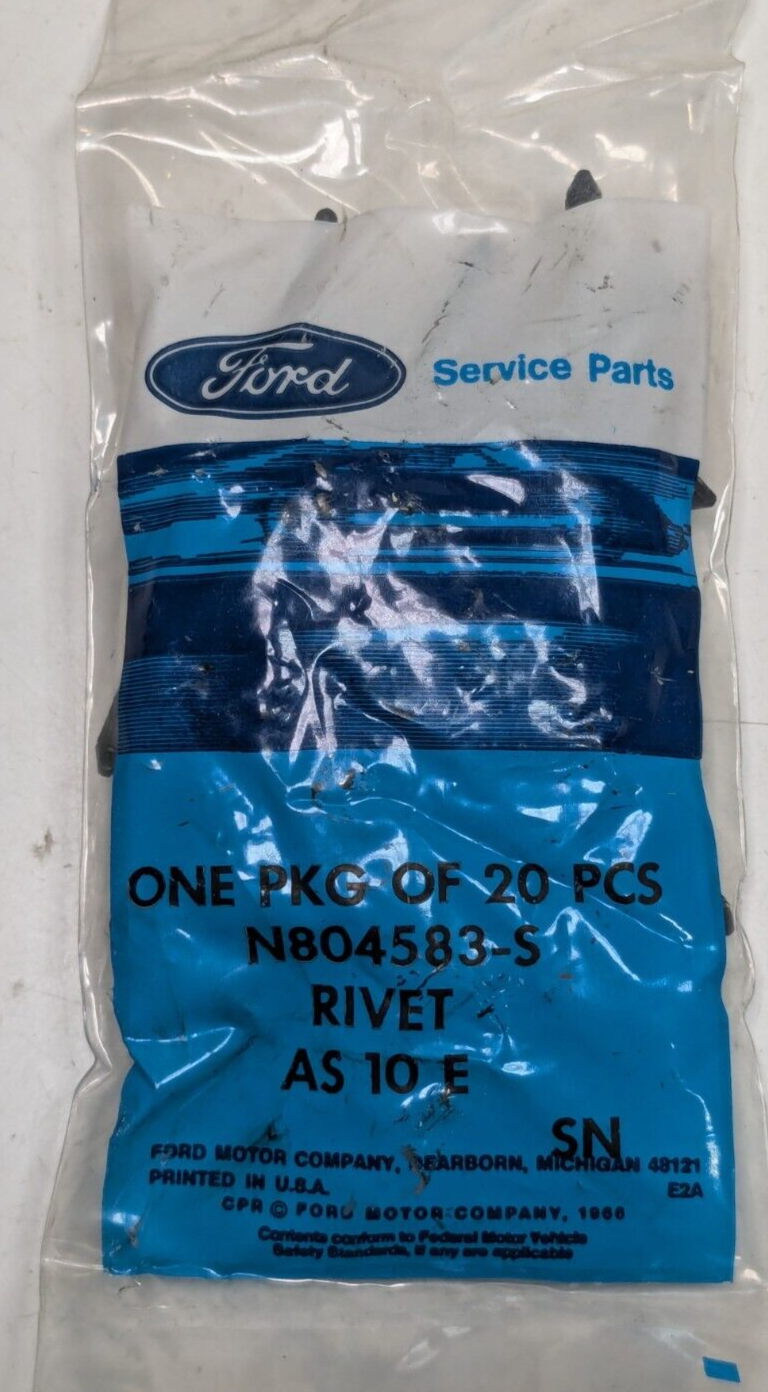 Ford
Service Parts
ONE PKG OF 20 PCS
N804583-S
RIVET
AS 10 E
SN
FORD MOTOR COMPANY, DEARBORN, MICHIGAN 48121
PRINTED IN U.S.A. E2A
CPR © FORD MOTOR COMPANY, 1966
Contents conform to Federal Motor Vehicle
Safety Standards, if any are applicable